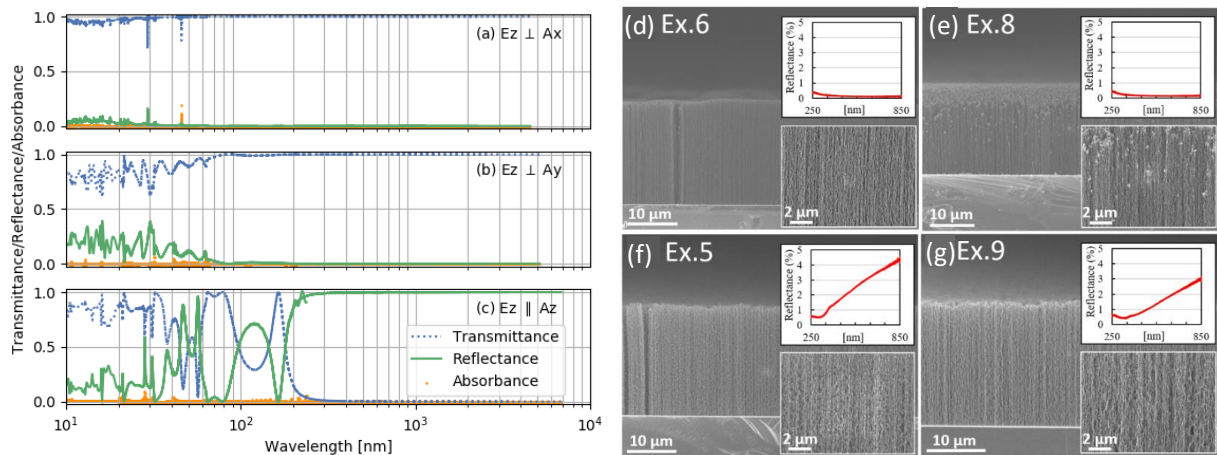 Transmittance/Reflectance/Absorbance
1.0
0.5
0.0
(a) Ez ⊥ Ax
1.0
0.5
0.0
(b) Ez ⊥ Ay
1.0
0.5
0.0
(c) Ez ∥ Az
Transmittance
Reflectance
Absorbance
10¹ 10² 10³ 10⁴
Wavelength [nm]
(d) Ex.6
Reflectance (%)
5
4
3
2
1
0
250 [nm] 850
10 µm
2 µm
(e) Ex.8
Reflectance (%)
5
4
3
2
1
0
250 [nm] 850
10 µm
2 µm
(f) Ex.5
Reflectance (%)
5
4
3
2
1
0
250 [nm] 850
10 µm
2 µm
(g) Ex.9
Reflectance (%)
5
4
3
2
1
0
250 [nm] 850
10 µm
2 µm